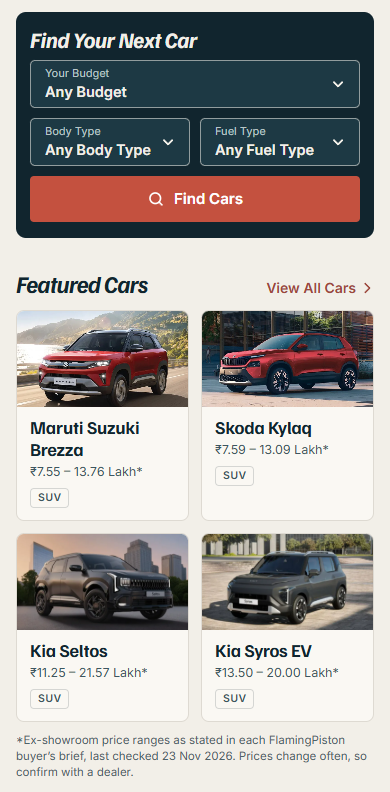 Find Your Next Car
Your Budget
Any Budget
Body Type
Any Body Type
Fuel Type
Any Fuel Type
Find Cars
Featured Cars
View All Cars
Maruti Suzuki
Brezza
₹7.55 – 13.76 Lakh*
SUV
Skoda Kylaq
₹7.59 – 13.09 Lakh*
SUV
Kia Seltos
₹11.25 – 21.57 Lakh*
SUV
Kia Syros EV
₹13.50 – 20.00 Lakh*
SUV
*Ex-showroom price ranges as stated in each FlamingPiston
buyer’s brief, last checked 23 Nov 2026. Prices change often, so
confirm with a dealer.